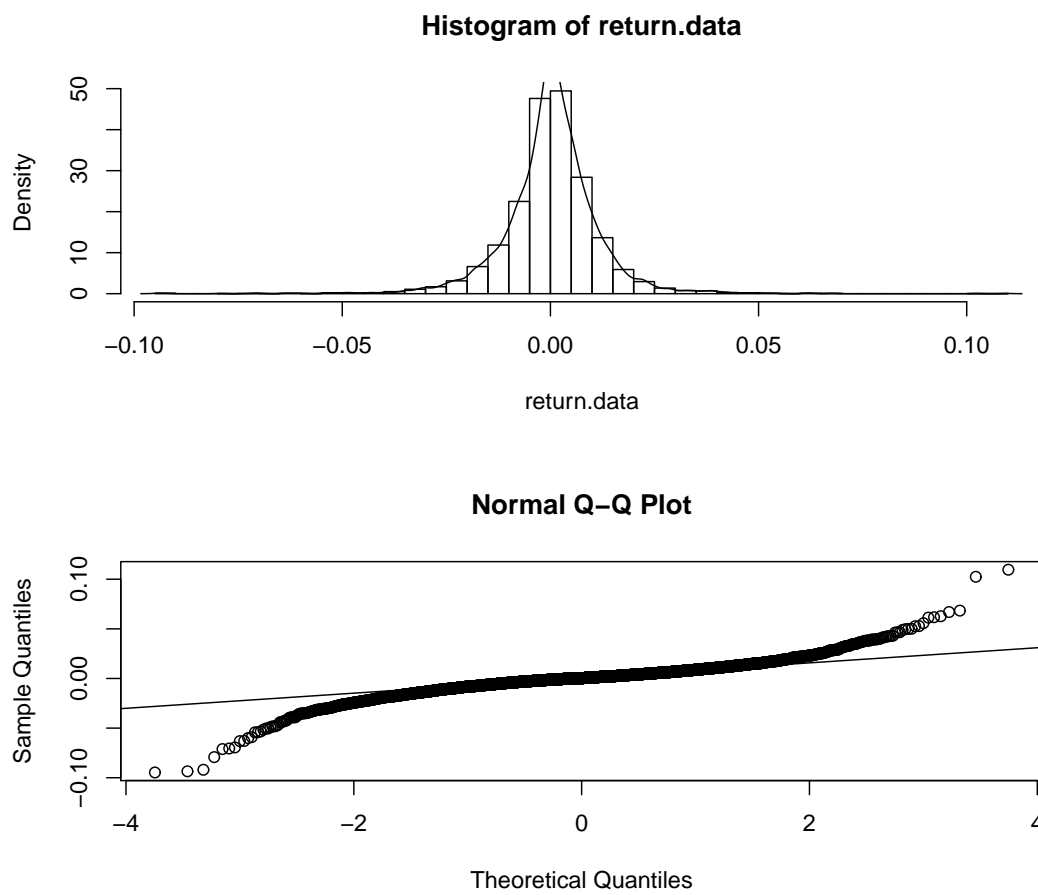 Histogram of return.data
Density
50
30
10
0
−0.10
−0.05
0.00
0.05
0.10
return.data
Normal Q−Q Plot
Sample Quantiles
0.10
0.00
−0.10
−4
−2
0
2
4
Theoretical Quantiles